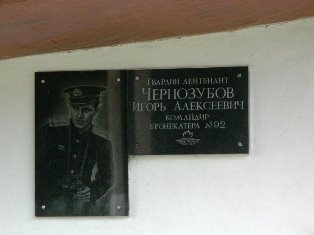 Гвардии лейтенант
Чернозубов
Игорь Алексеевич
командир
бронекатера №92